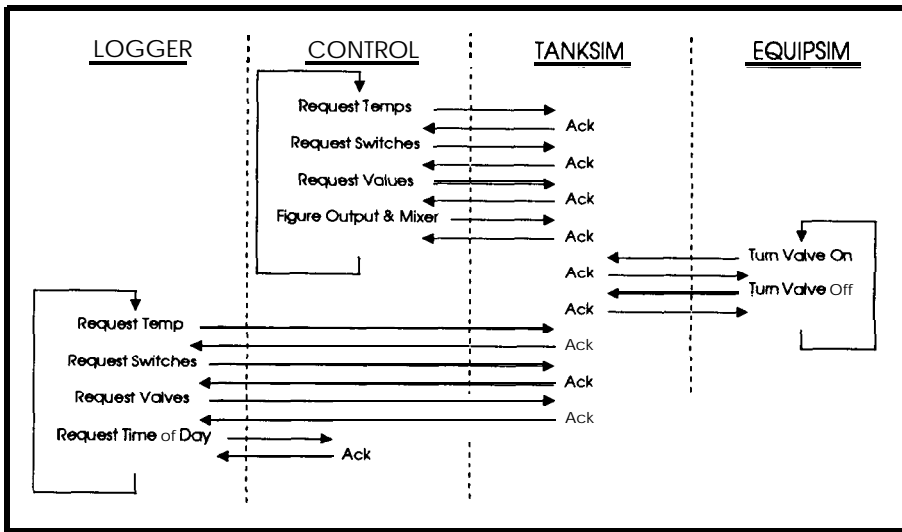 LOGGER CONTROL TANKSIM EQUIPSIM
Request Temps
Ack
Request Switches
Ack
Request Values
Ack
Figure Output & Mixer
Ack
Turn Valve On
Ack
Turn Valve Off
Ack
Request Temp
Ack
Request Switches
Ack
Request Valves
Ack
Request Time of Day
Ack